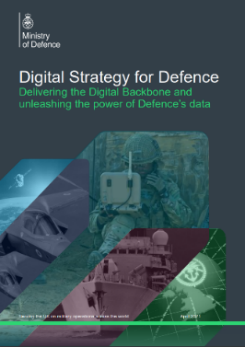 Ministry
of Defence
Digital Strategy for Defence
Delivering the Digital Backbone and
unleashing the power of Defence's data